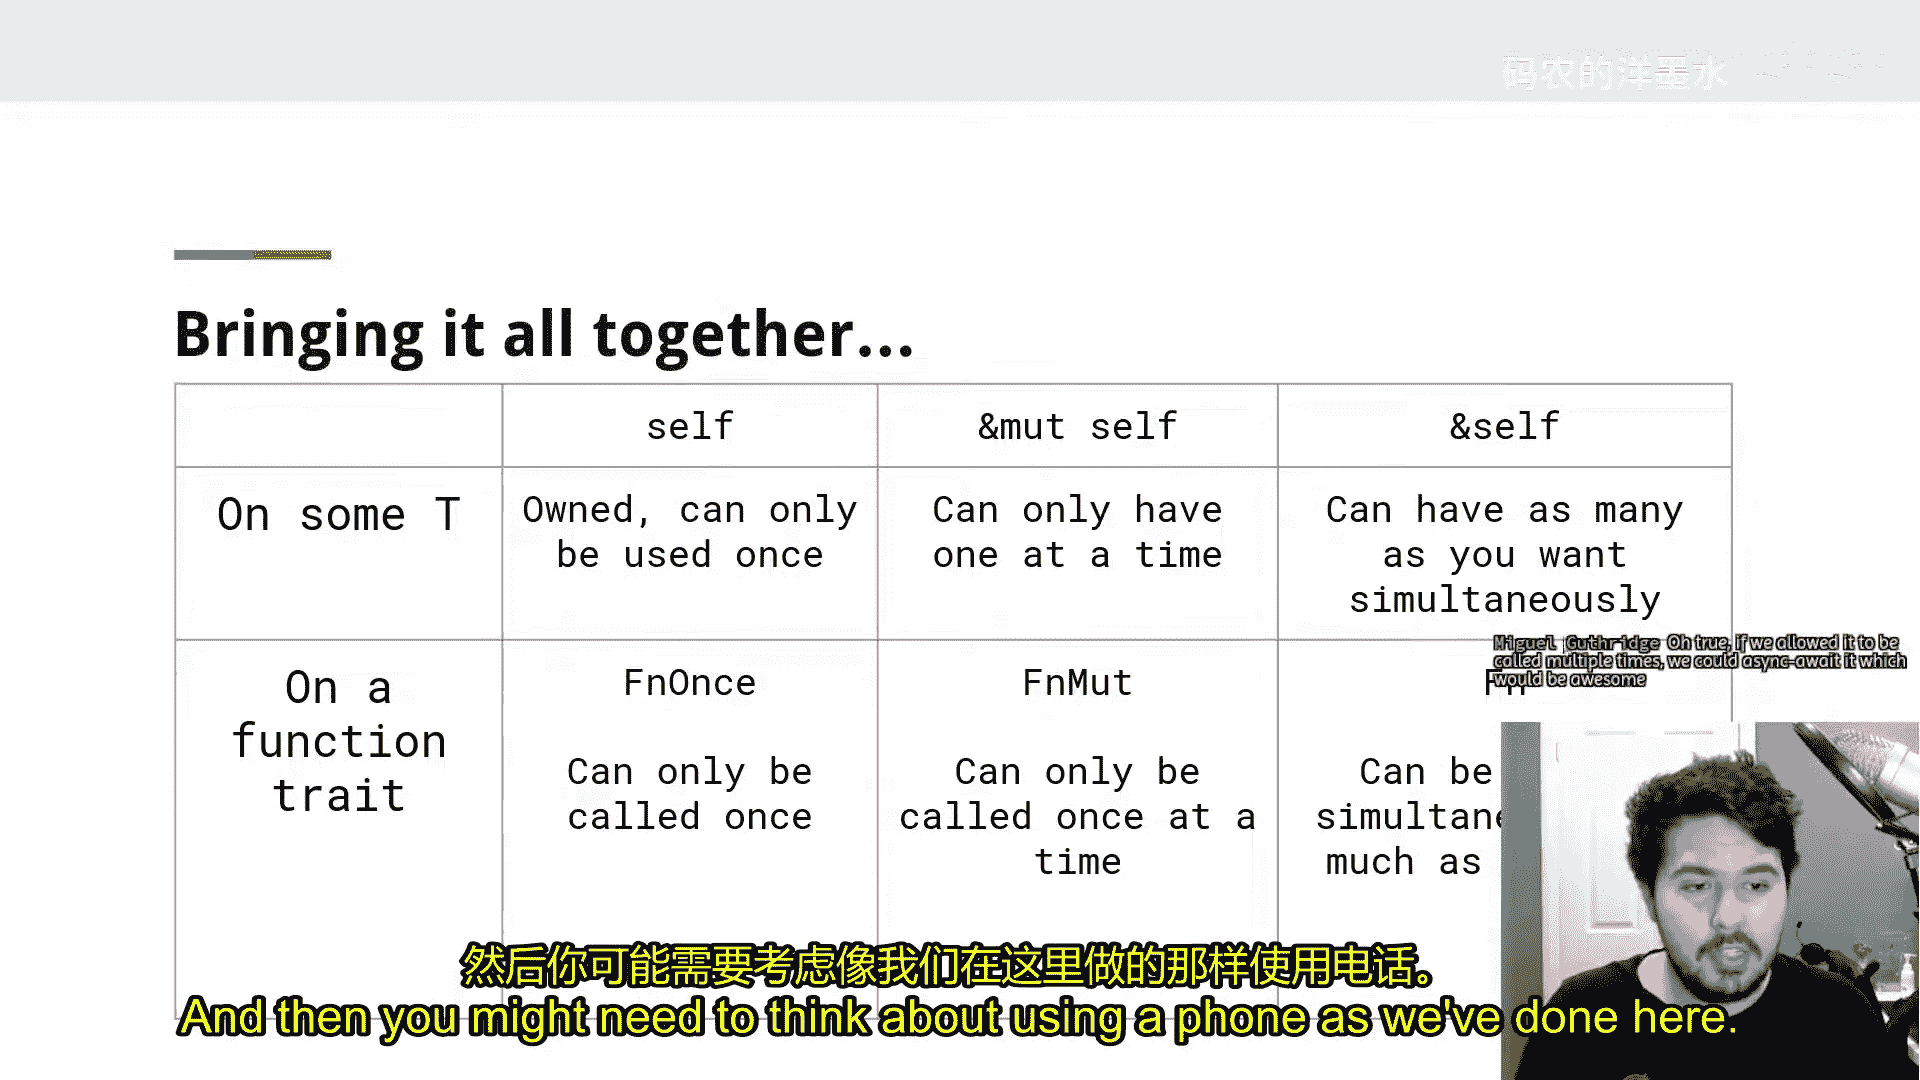 码农的洋墨水
Bringing it all together...
self
&mut self
&self
On some T
Owned, can only
be used once
Can only have
one at a time
Can have as many
as you want
simultaneously
On a
function
trait
FnOnce
Can only be
called once
FnMut
Can only be
called once at a
time
Can be
much as
Miguel Guthridge Oh true, if we allowed it to be
called multiple times, we could async-await it which
would be awesome
然后你可能需要考虑像我们在这里做的那样使用电话。
And then you might need to think about using a phone as we've done here.